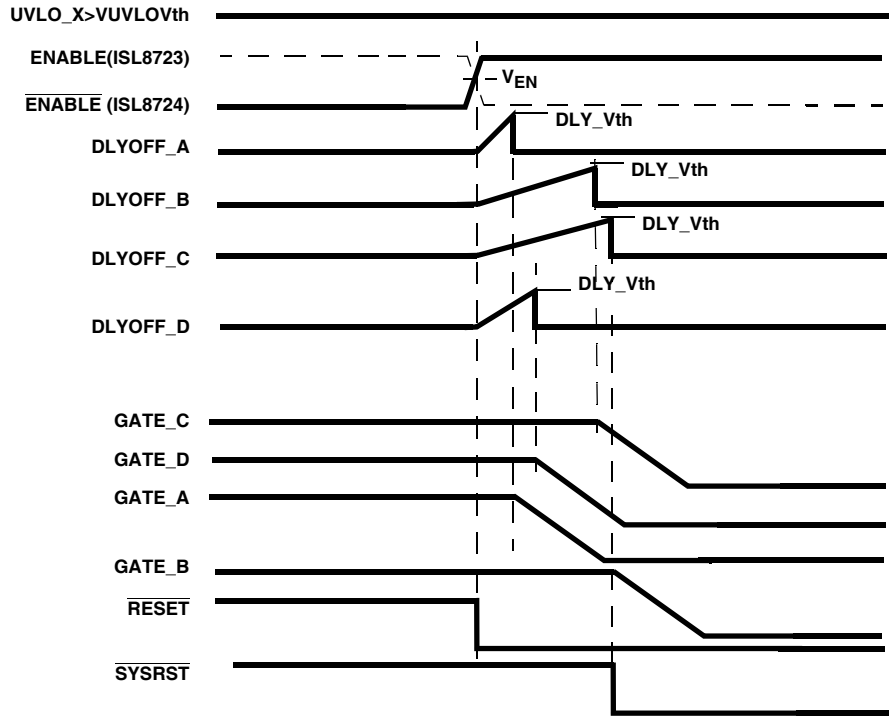 UVLO_X>VUVLOVth
ENABLE(ISL8723)
VEN
ENABLE (ISL8724)
DLY_Vth
DLYOFF_A
DLY_Vth
DLYOFF_B
DLY_Vth
DLYOFF_C
DLY_Vth
DLYOFF_D
GATE_C
GATE_D
GATE_A
GATE_B
RESET
SYSRST